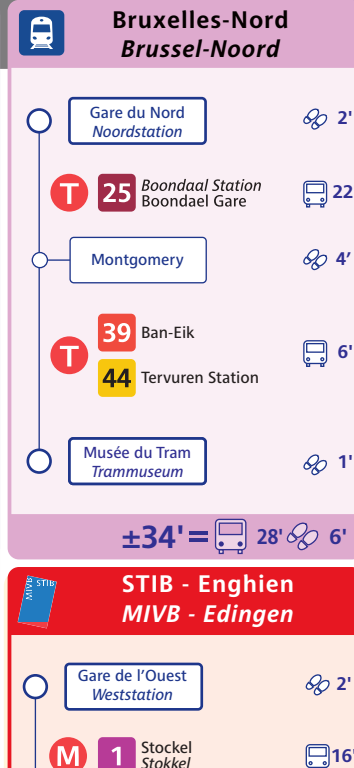 Bruxelles-Nord
Brussel-Noord
Gare du Nord
Noordstation
2'
T 25 Boondaal Station
Boondael Gare
22
Montgomery
4'
39 Ban-Eik
T
6'
44 Tervuren Station
Musée du Tram
Trammuseum
1'
±34' = 28' 6'
MIVB STIB
STIB - Enghien
MIVB - Edingen
Gare de l'Ouest
Weststation
2'
M 1 Stockel
Stokkel
16'